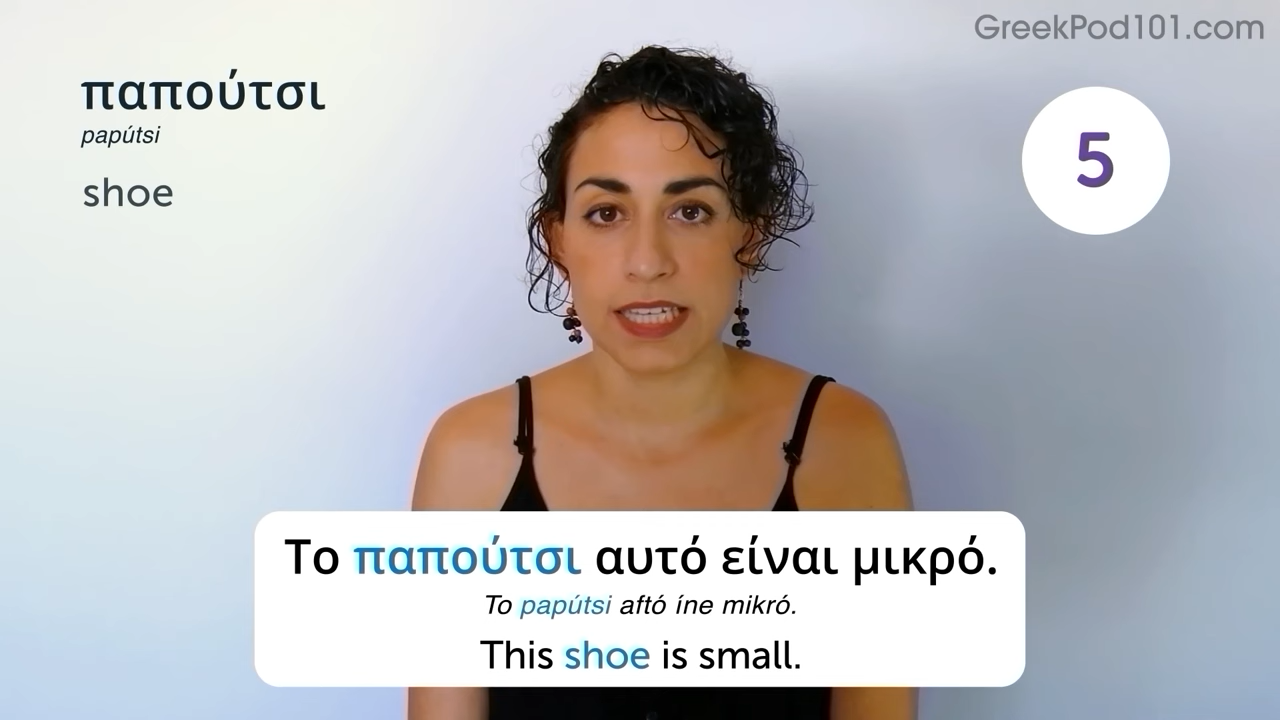 GreekPod101.com
παπούτσι
papútsi
shoe
5
Το παπούτσι αυτό είναι μικρό.
To papútsi aftó íne mikró.
This shoe is small.